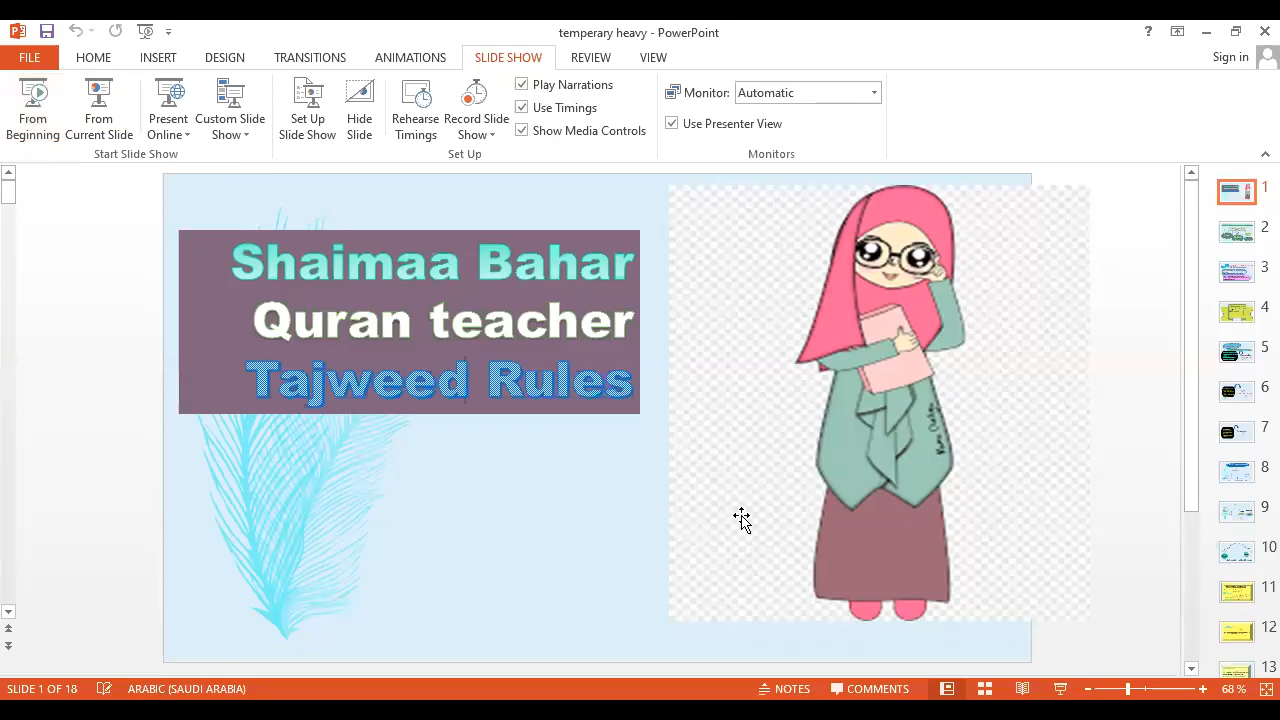 temperary heavy - PowerPoint
Sign in
FILE HOME INSERT DESIGN TRANSITIONS ANIMATIONS SLIDE SHOW REVIEW VIEW
From Beginning
From Current Slide
Present Online
Custom Slide Show
Start Slide Show
Set Up Slide Show
Hide Slide
Rehearse Timings
Record Slide Show
Play Narrations
Use Timings
Show Media Controls
Set Up
Monitor: Automatic
Use Presenter View
Monitors
Shaimaa Bahar
Quran teacher
Tajweed Rules
1
2
3
4
5
6
7
8
9
10
11
12
13
SLIDE 1 OF 18 ARABIC (SAUDI ARABIA) NOTES COMMENTS 68 %